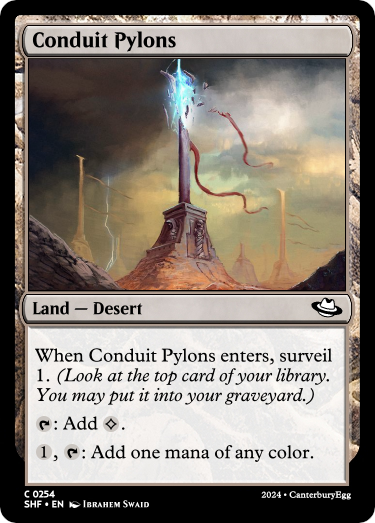 Conduit Pylons
Land — Desert
When Conduit Pylons enters, surveil
1. (Look at the top card of your library.
You may put it into your graveyard.)
: Add .
1, : Add one mana of any color.
C 0254
SHF • EN Ibrahem Swaid
2024 • CanterburyEgg